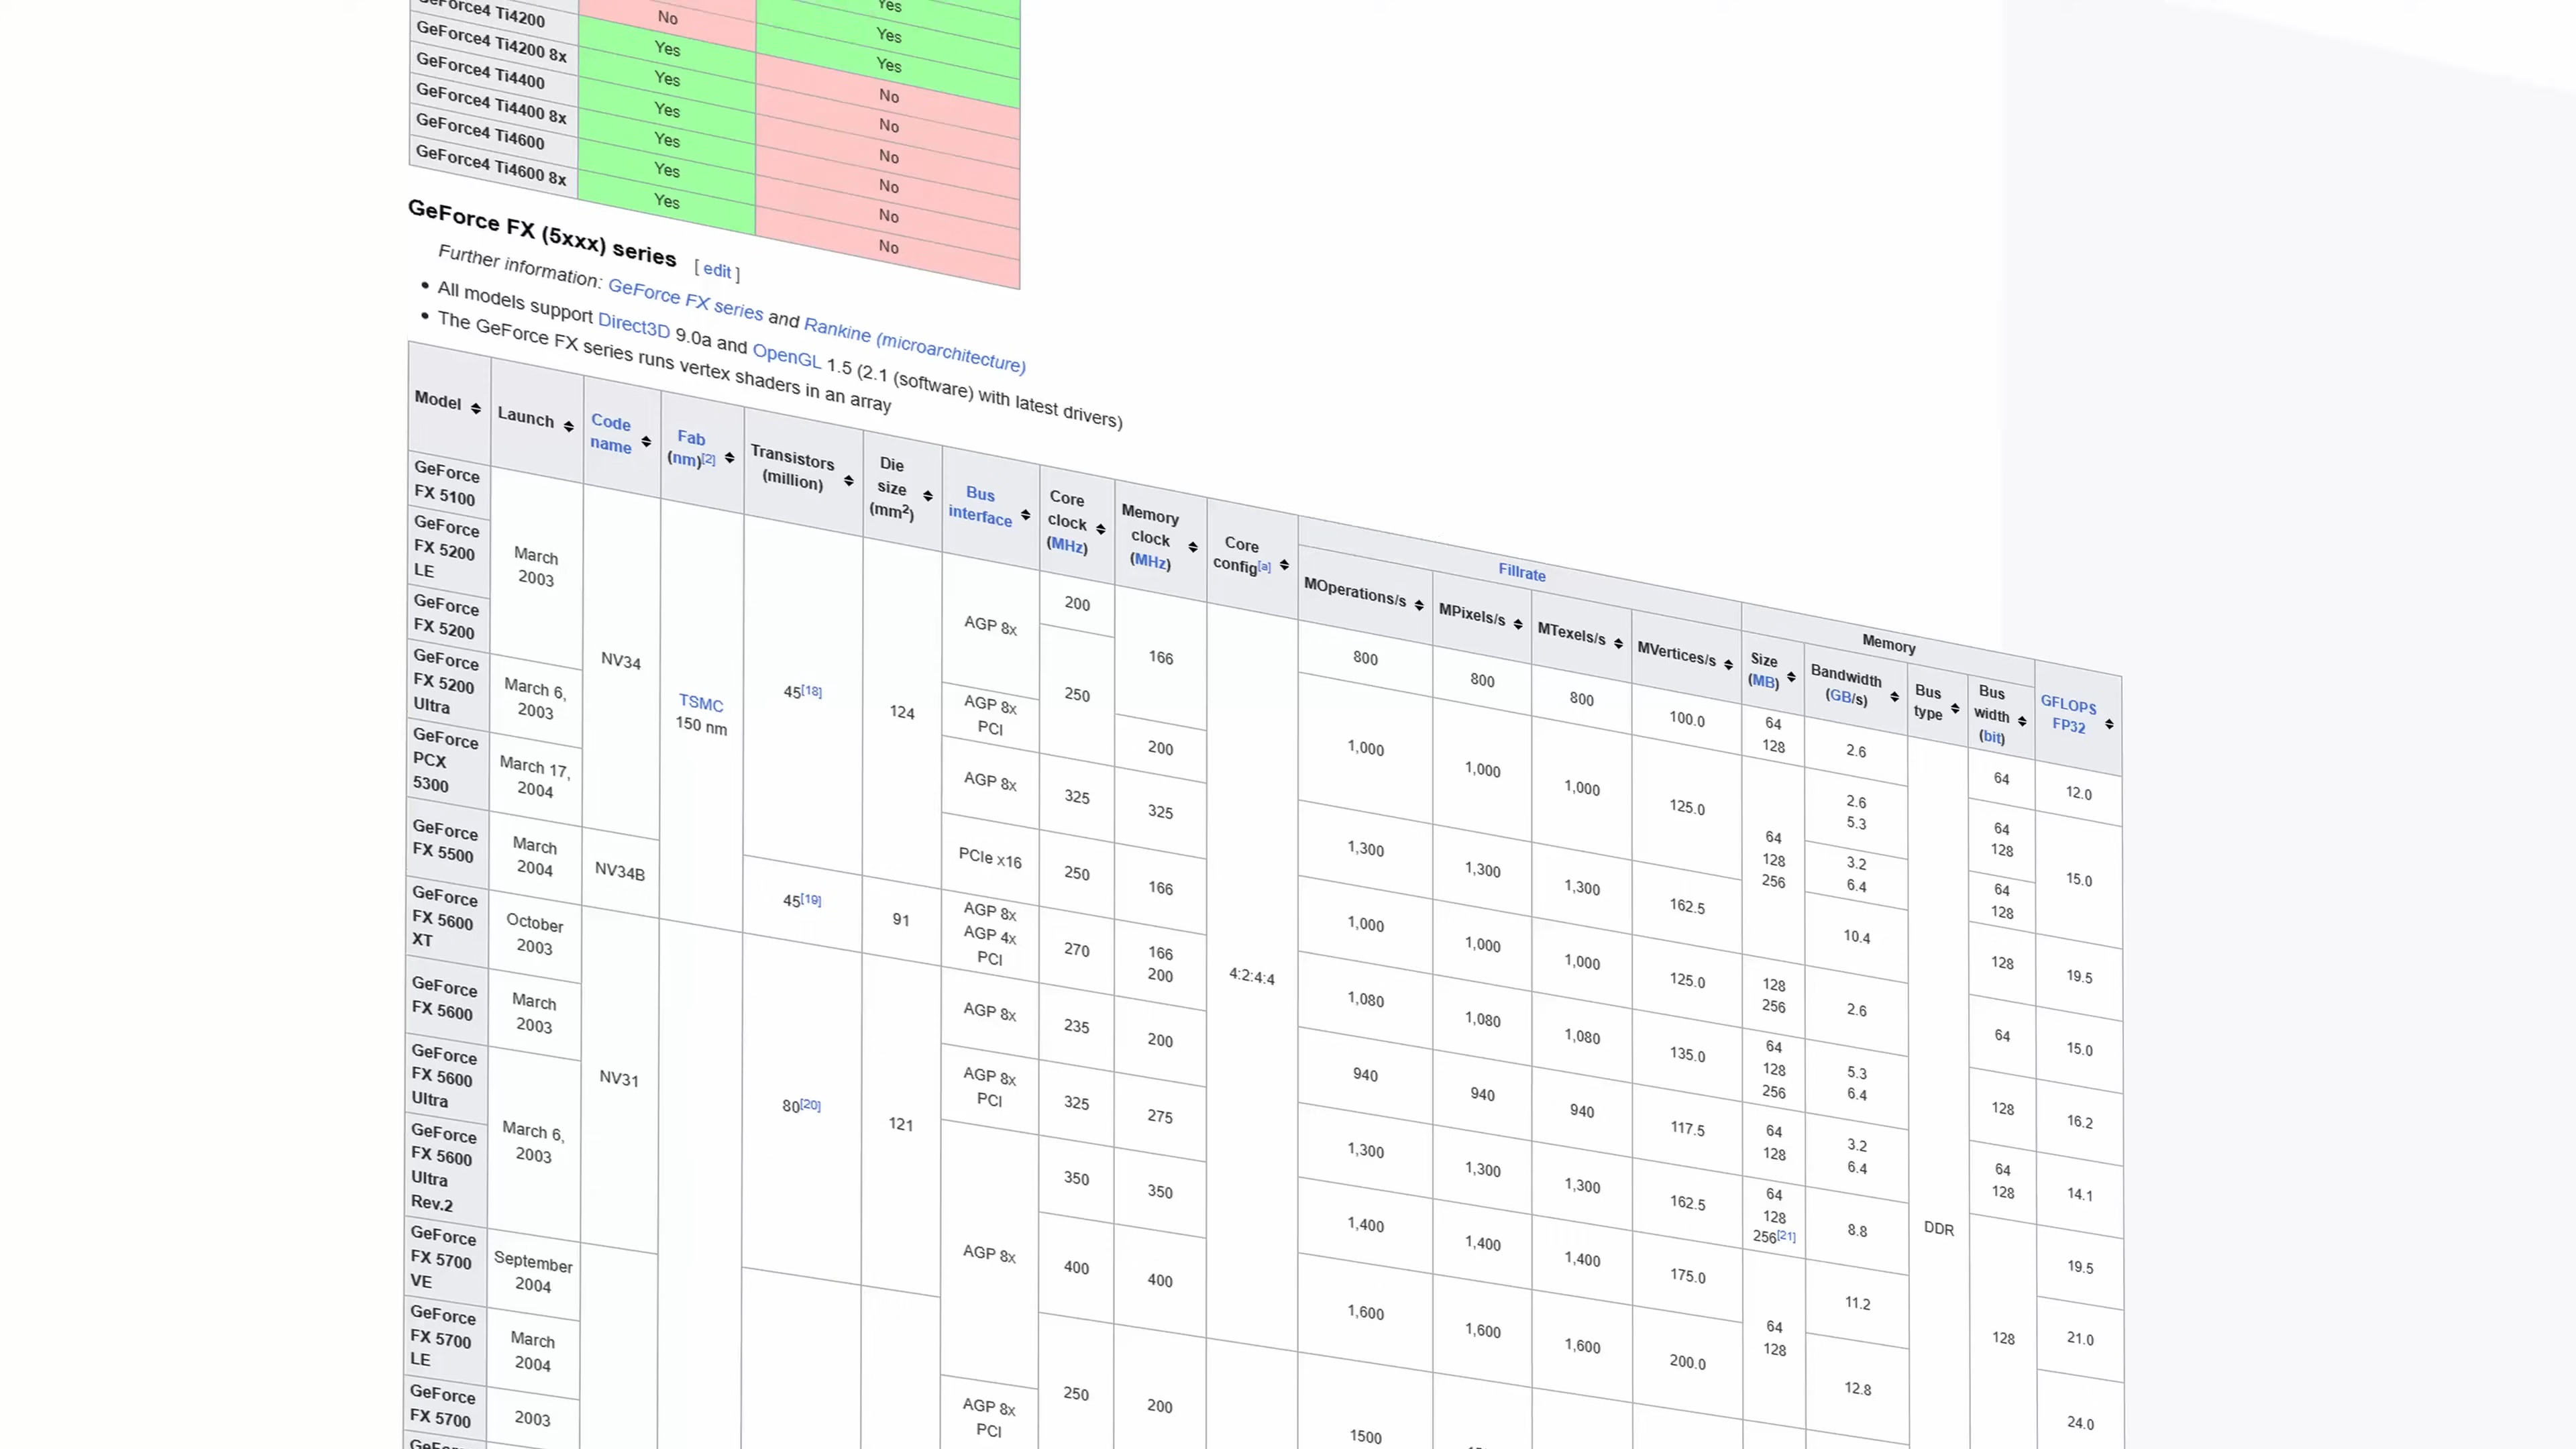 GeForce4 Ti4200 No Yes
GeForce4 Ti4200 8x Yes Yes
GeForce4 Ti4400 Yes Yes
GeForce4 Ti4400 8x Yes No
GeForce4 Ti4600 Yes No
GeForce4 Ti4600 8x Yes No
Yes No
No
No
GeForce FX (5xxx) series [ edit ]
Further information: GeForce FX series and Rankine (microarchitecture)
• All models support Direct3D 9.0a and OpenGL 1.5 (2.1 (software) with latest drivers)
• The GeForce FX series runs vertex shaders in an array
Model
Launch
Code
name
Fab
(nm)[2]
Transistors
(million)
Die
size
(mm2)
Bus
interface
Core
clock
(MHz)
Memory
clock
(MHz)
Core
config[a]
Fillrate
MOperations/s
MPixels/s
MTexels/s
MVertices/s
Memory
Size
(MB)
Bandwidth
(GB/s)
Bus
type
Bus
width
(bit)
GFLOPS
FP32
GeForce
FX 5100
GeForce
FX 5200
LE
GeForce
FX 5200
GeForce
FX 5200
Ultra
GeForce
PCX
5300
GeForce
FX 5500
GeForce
FX 5600
XT
GeForce
FX 5600
GeForce
FX 5600
Ultra
GeForce
FX 5600
Ultra
Rev.2
GeForce
FX 5700
VE
GeForce
FX 5700
LE
GeForce
FX 5700
March
2003
March 6,
2003
March 17,
2004
March
2004
October
2003
March
2003
March 6,
2003
September
2004
March
2004
2003
NV34
NV34B
NV31
TSMC
150 nm
45[18]
45[19]
80[20]
124
91
121
AGP 8x
AGP 8x
PCI
AGP 8x
PCIe x16
AGP 8x
AGP 4x
PCI
AGP 8x
AGP 8x
PCI
AGP 8x
AGP 8x
PCI
200
250
325
250
270
235
325
350
400
250
166
200
325
166
166
200
200
275
350
400
200
4:2:4:4
800
1,000
1,300
1,000
1,080
940
1,300
1,400
1,600
1500
800
1,000
1,300
1,000
1,080
940
1,300
1,400
1,600
800
1,000
1,300
1,000
1,080
940
1,300
1,400
1,600
100.0
125.0
162.5
125.0
135.0
117.5
162.5
175.0
200.0
64
128
64
128
256
128
256
64
128
256
64
128
64
128
256[21]
64
128
2.6
2.6
5.3
3.2
6.4
10.4
2.6
5.3
6.4
3.2
6.4
8.8
11.2
12.8
DDR
64
64
128
64
128
128
64
128
64
128
128
12.0
15.0
19.5
15.0
16.2
14.1
19.5
21.0
24.0